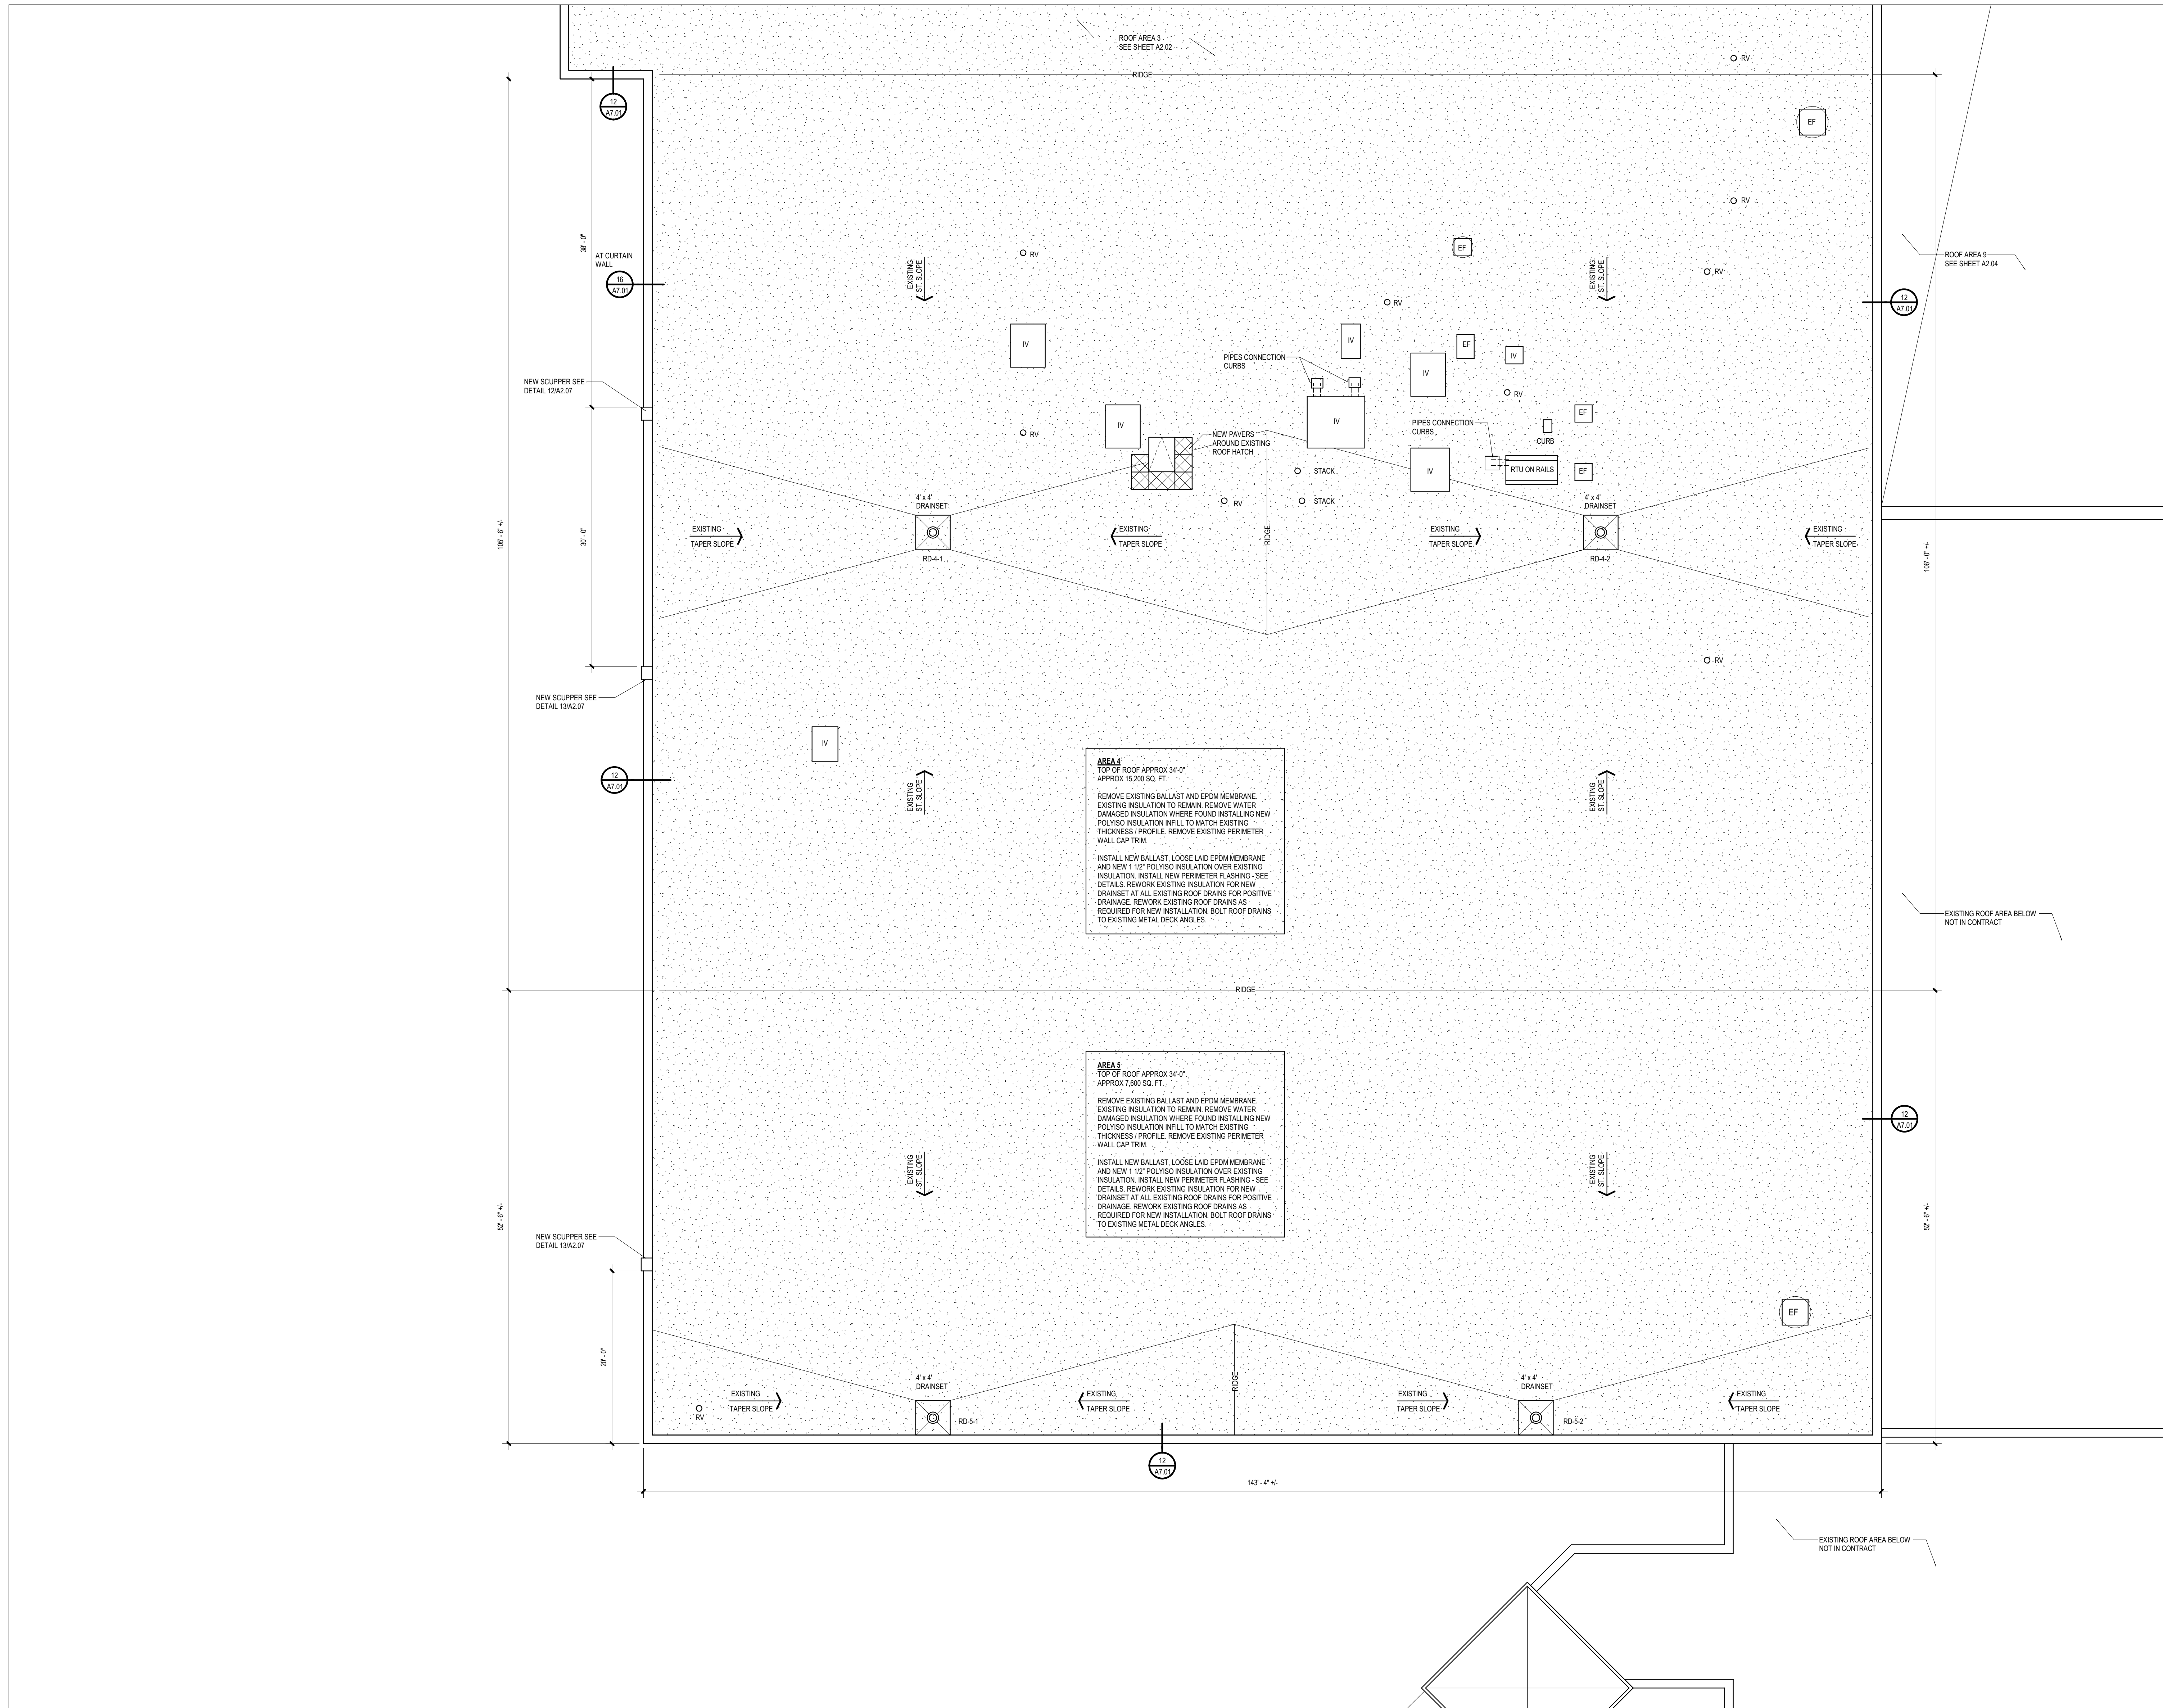 ROOF AREA 3
SEE SHEET A2.02
RIDGE
RV
12
A7.01
EF
RV
38' - 0"
AT CURTAIN
WALL
16
A7.01
RV
EXISTING
ST. SLOPE
EF
EXISTING
ST. SLOPE
RV
ROOF AREA 9
SEE SHEET A2.04
RV
12
A7.01
IV
PIPES CONNECTION
CURBS
IV
EF
IV
IV
NEW SCUPPER SEE
DETAIL 12/A2.07
RV
IV
RV
NEW PAVERS
AROUND EXISTING
ROOF HATCH
IV
PIPES CONNECTION
CURBS
EF
CURB
IV
RTU ON RAILS
EF
STACK
STACK
RV
4' x 4'
DRAINSET
4' x 4'
DRAINSET
105' - 6" +/-
30' - 0"
EXISTING
TAPER SLOPE
EXISTING
TAPER SLOPE
RIDGE
EXISTING
TAPER SLOPE
EXISTING
TAPER SLOPE
106' - 0" +/-
RD-4-1
RD-4-2
RV
NEW SCUPPER SEE
DETAIL 13/A2.07
IV
12
A7.01
EXISTING
ST. SLOPE
EXISTING
ST. SLOPE
AREA 4
TOP OF ROOF APPROX 34'-0"
APPROX 15,200 SQ. FT.
REMOVE EXISTING BALLAST AND EPDM MEMBRANE.
EXISTING INSULATION TO REMAIN. REMOVE WATER
DAMAGED INSULATION WHERE FOUND INSTALLING NEW
POLYISO INSULATION INFILL TO MATCH EXISTING
THICKNESS / PROFILE. REMOVE EXISTING PERIMETER
WALL CAP TRIM.
INSTALL NEW BALLAST, LOOSE LAID EPDM MEMBRANE
AND NEW 1 1/2" POLYISO INSULATION OVER EXISTING
INSULATION. INSTALL NEW PERIMETER FLASHING - SEE
DETAILS. REWORK EXISTING INSULATION FOR NEW
DRAINSET AT ALL EXISTING ROOF DRAINS FOR POSITIVE
DRAINAGE. REWORK EXISTING ROOF DRAINS AS
REQUIRED FOR NEW INSTALLATION. BOLT ROOF DRAINS
TO EXISTING METAL DECK ANGLES.
EXISTING ROOF AREA BELOW
NOT IN CONTRACT
RIDGE
AREA 5
TOP OF ROOF APPROX 34'-0"
APPROX 7,600 SQ. FT.
REMOVE EXISTING BALLAST AND EPDM MEMBRANE.
EXISTING INSULATION TO REMAIN. REMOVE WATER
DAMAGED INSULATION WHERE FOUND INSTALLING NEW
POLYISO INSULATION INFILL TO MATCH EXISTING
THICKNESS / PROFILE. REMOVE EXISTING PERIMETER
WALL CAP TRIM.
INSTALL NEW BALLAST, LOOSE LAID EPDM MEMBRANE
AND NEW 1 1/2" POLYISO INSULATION OVER EXISTING
INSULATION. INSTALL NEW PERIMETER FLASHING - SEE
DETAILS. REWORK EXISTING INSULATION FOR NEW
DRAINSET AT ALL EXISTING ROOF DRAINS FOR POSITIVE
DRAINAGE. REWORK EXISTING ROOF DRAINS AS
REQUIRED FOR NEW INSTALLATION. BOLT ROOF DRAINS
TO EXISTING METAL DECK ANGLES.
12
A7.01
EXISTING
ST. SLOPE
EXISTING
ST. SLOPE
52' - 6" +/-
52' - 6" +/-
NEW SCUPPER SEE
DETAIL 13/A2.07
EF
20' - 0"
4' x 4'
DRAINSET
RIDGE
4' x 4'
DRAINSET
EXISTING
TAPER SLOPE
EXISTING
TAPER SLOPE
EXISTING
TAPER SLOPE
EXISTING
TAPER SLOPE
RV
RD-5-1
RD-5-2
12
A7.01
143' - 4" +/-
EXISTING ROOF AREA BELOW
NOT IN CONTRACT